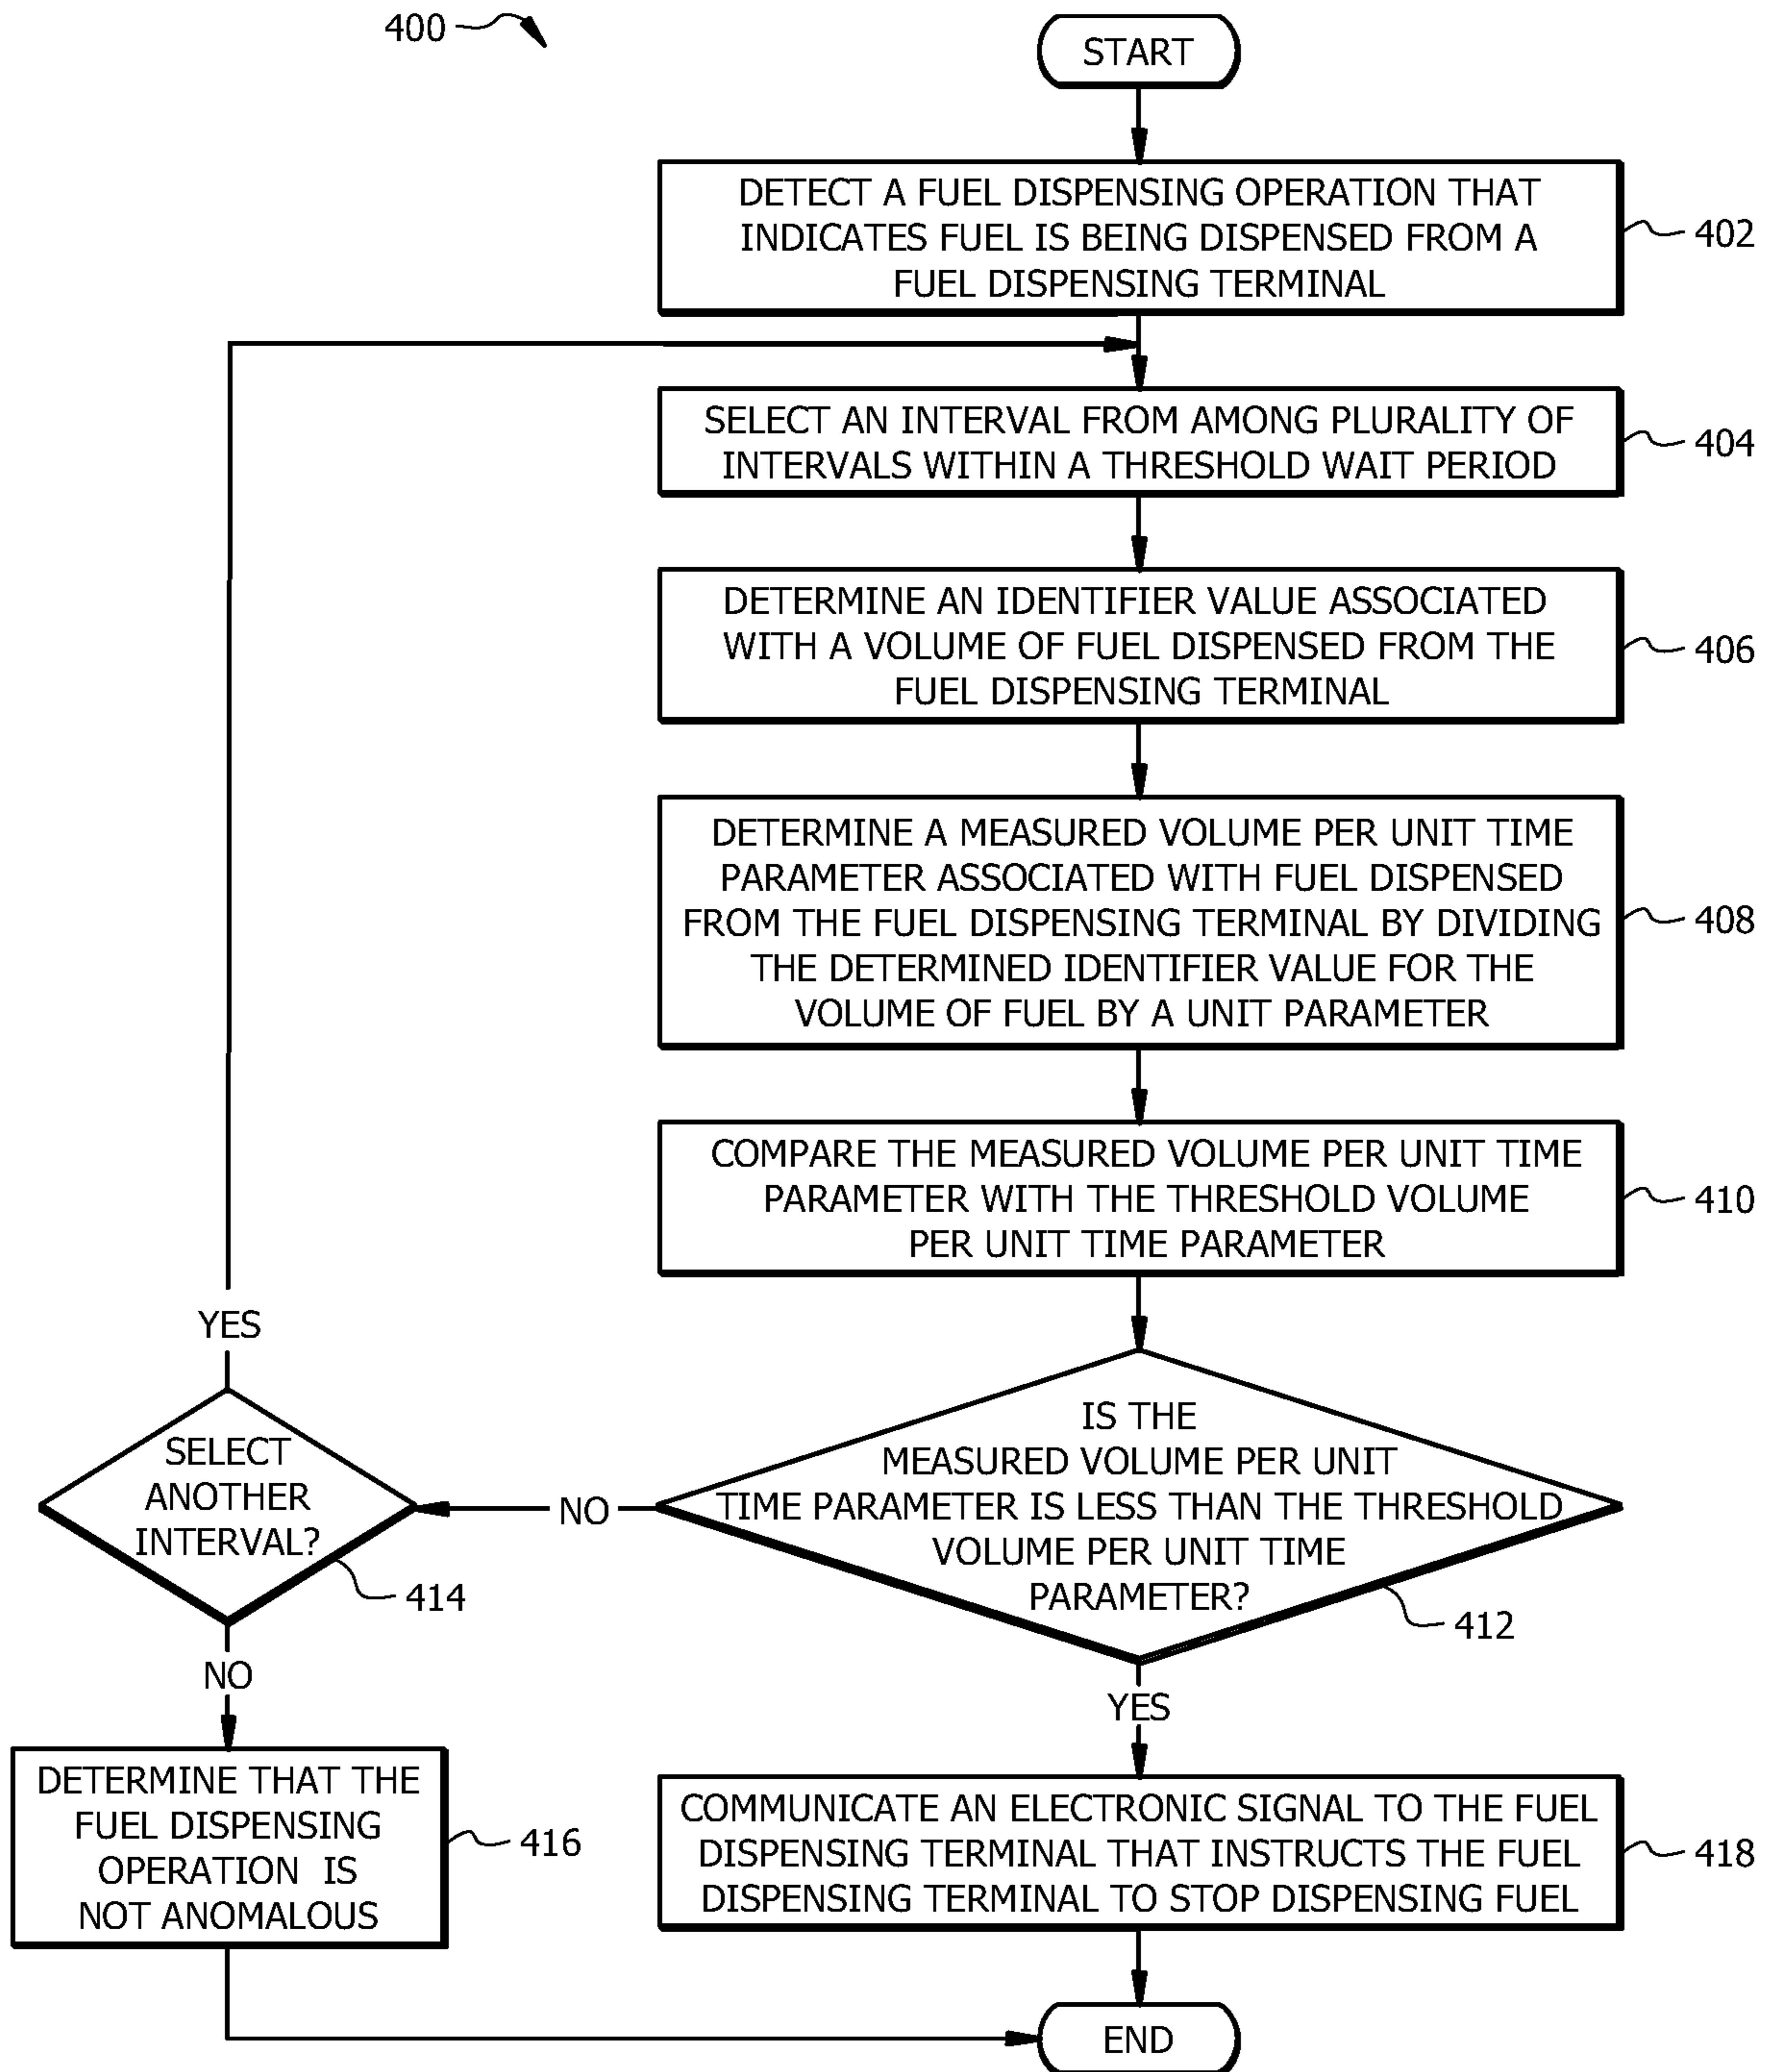 400
START
DETECT A FUEL DISPENSING OPERATION THAT
INDICATES FUEL IS BEING DISPENSED FROM A
FUEL DISPENSING TERMINAL
402
SELECT AN INTERVAL FROM AMONG PLURALITY OF
INTERVALS WITHIN A THRESHOLD WAIT PERIOD
404
DETERMINE AN IDENTIFIER VALUE ASSOCIATED
WITH A VOLUME OF FUEL DISPENSED FROM THE
FUEL DISPENSING TERMINAL
406
DETERMINE A MEASURED VOLUME PER UNIT TIME
PARAMETER ASSOCIATED WITH FUEL DISPENSED
FROM THE FUEL DISPENSING TERMINAL BY DIVIDING
THE DETERMINED IDENTIFIER VALUE FOR THE
VOLUME OF FUEL BY A UNIT PARAMETER
408
COMPARE THE MEASURED VOLUME PER UNIT TIME
PARAMETER WITH THE THRESHOLD VOLUME
PER UNIT TIME PARAMETER
410
IS THE
MEASURED VOLUME PER UNIT
TIME PARAMETER IS LESS THAN THE THRESHOLD
VOLUME PER UNIT TIME
PARAMETER?
412
NO
YES
SELECT
ANOTHER
INTERVAL?
414
YES
NO
DETERMINE THAT THE
FUEL DISPENSING
OPERATION IS
NOT ANOMALOUS
416
COMMUNICATE AN ELECTRONIC SIGNAL TO THE FUEL
DISPENSING TERMINAL THAT INSTRUCTS THE FUEL
DISPENSING TERMINAL TO STOP DISPENSING FUEL
418
END